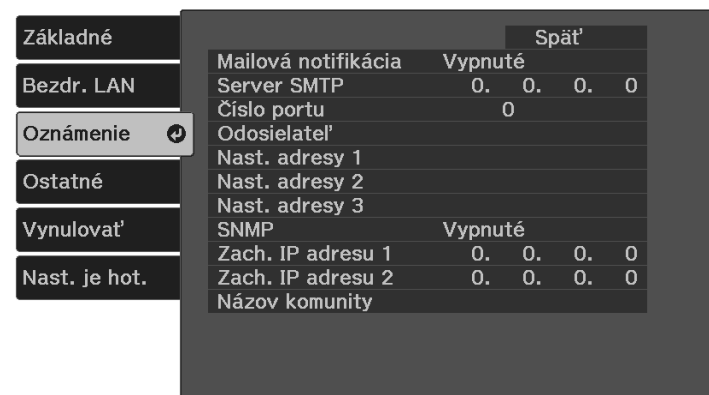 Základné
Bezdr. LAN
Oznámenie
Ostatné
Vynulovať
Nast. je hot.
Späť
Mailová notifikácia Vypnuté
Server SMTP 0. 0. 0. 0
Číslo portu 0
Odosielateľ
Nast. adresy 1
Nast. adresy 2
Nast. adresy 3
SNMP Vypnuté
Zach. IP adresu 1 0. 0. 0. 0
Zach. IP adresu 2 0. 0. 0. 0
Názov komunity